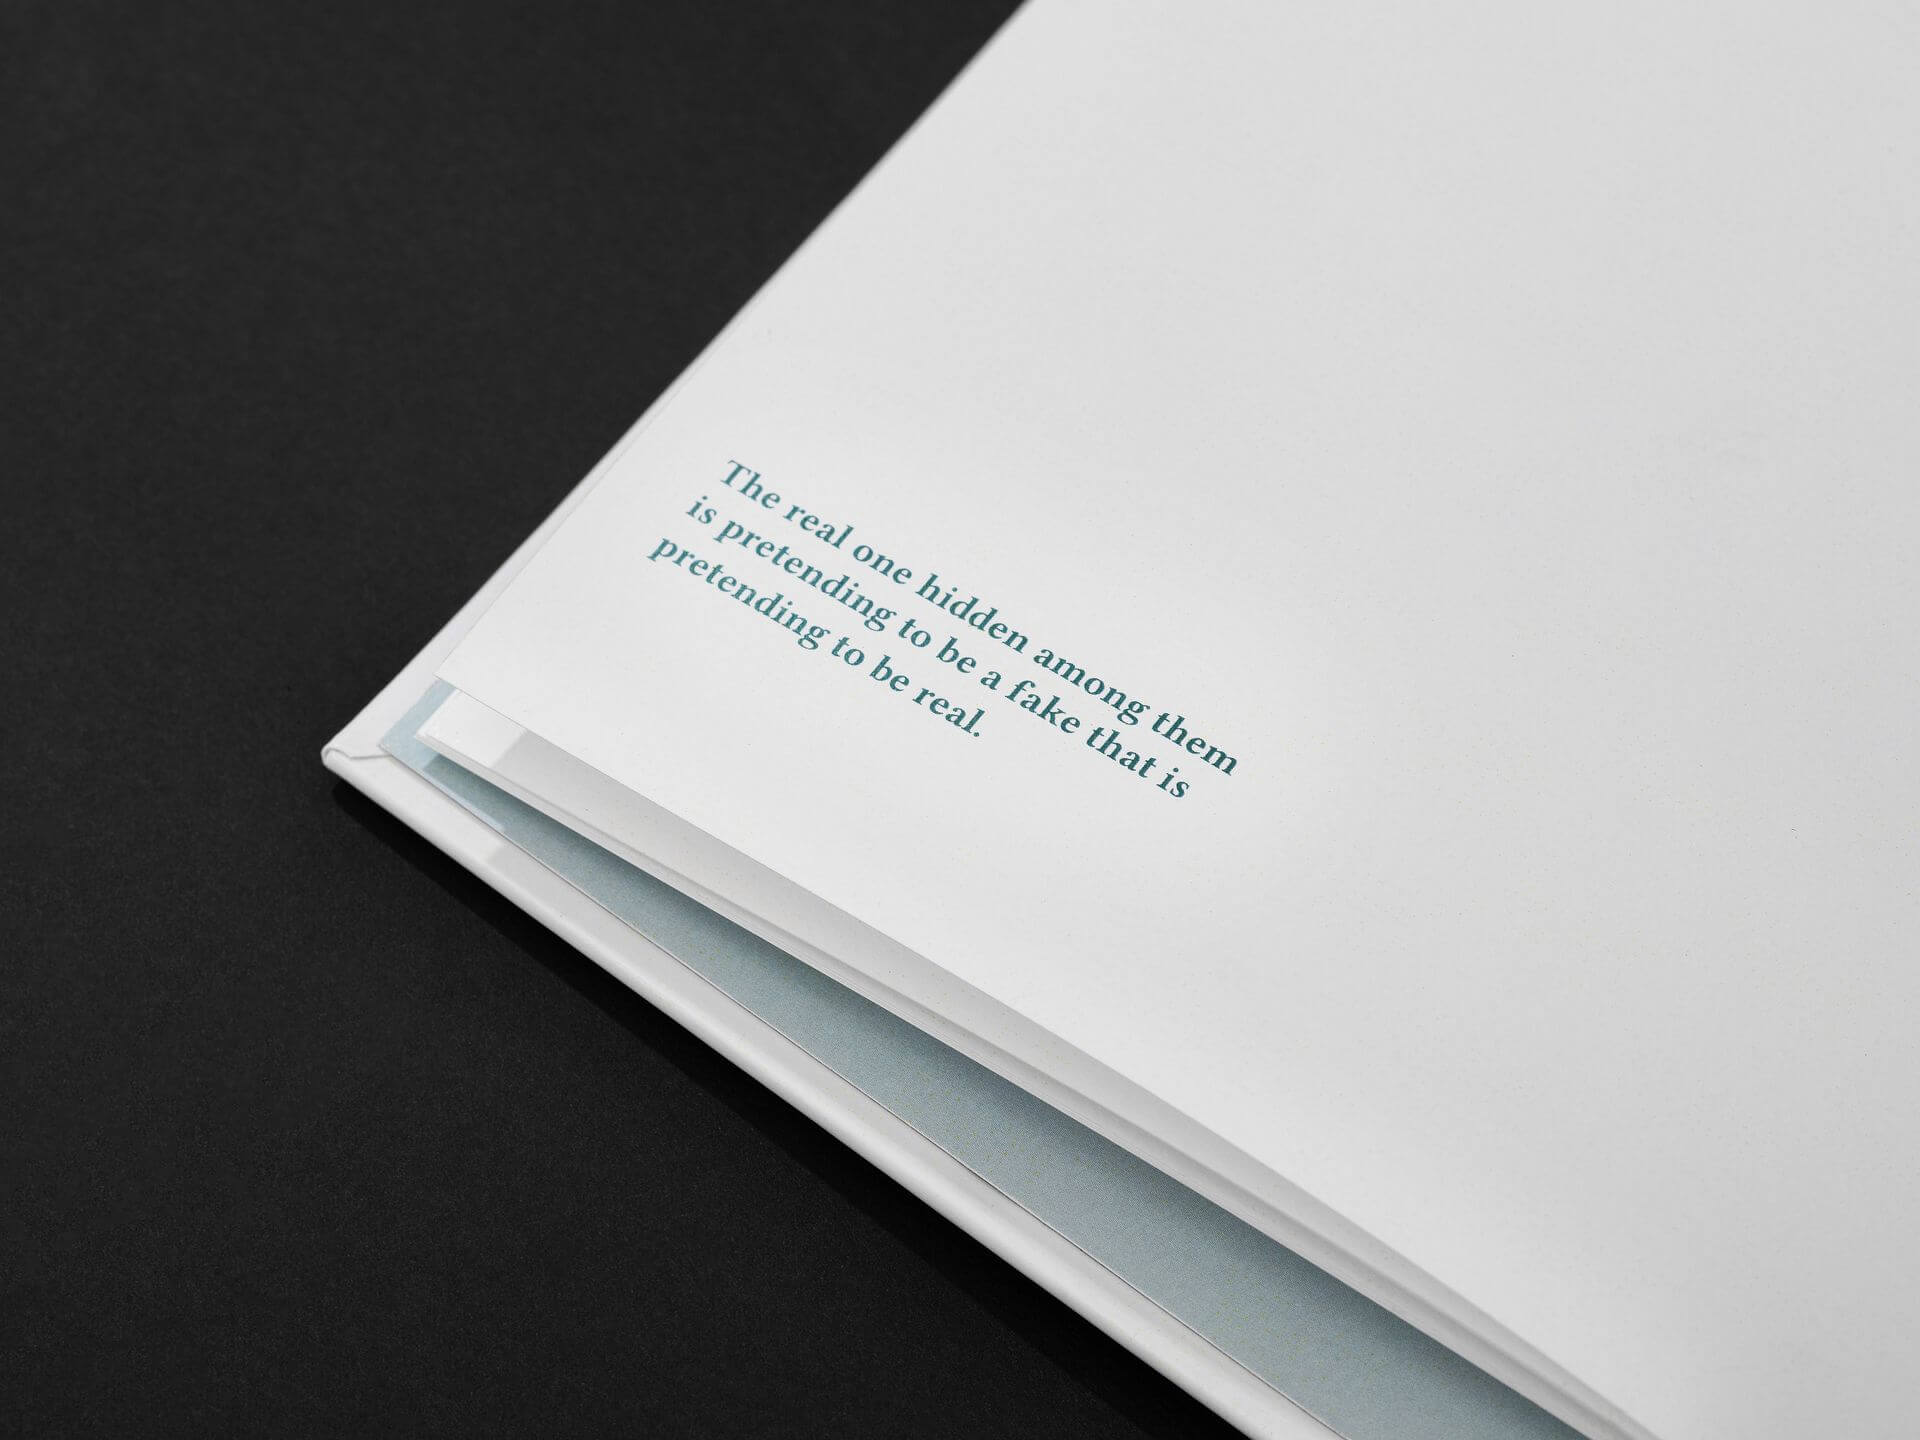 The real one hidden among them
is pretending to be a fake that is
pretending to be real.